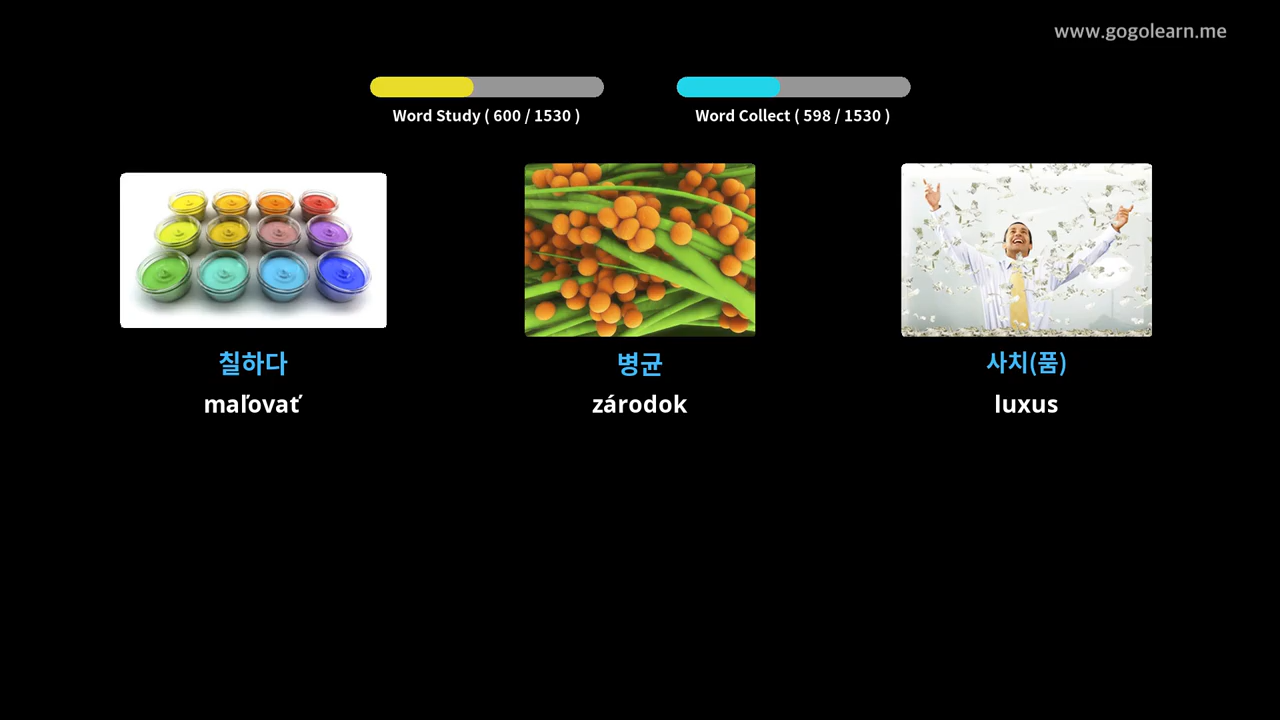 www.gogolearn.me
Word Study ( 600 / 1530 )
Word Collect ( 598 / 1530 )
칠하다
병균
사치(품)
maľovať
zárodok
luxus